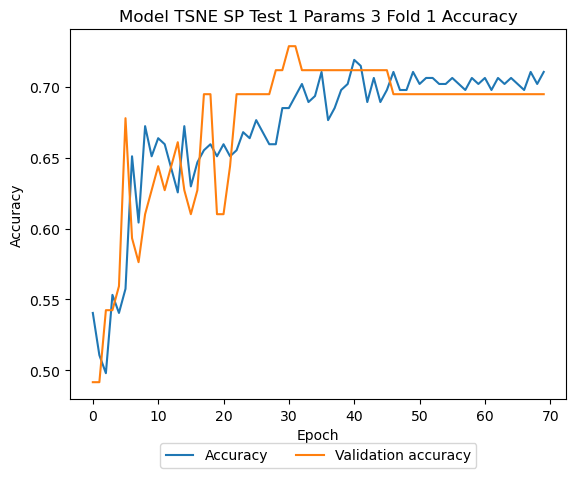 Model TSNE SP Test 1 Params 3 Fold 1 Accuracy
Accuracy
0.70
0.65
0.60
0.55
0.50
0 10 20 30 40 50 60 70
Epoch
Accuracy Validation accuracy